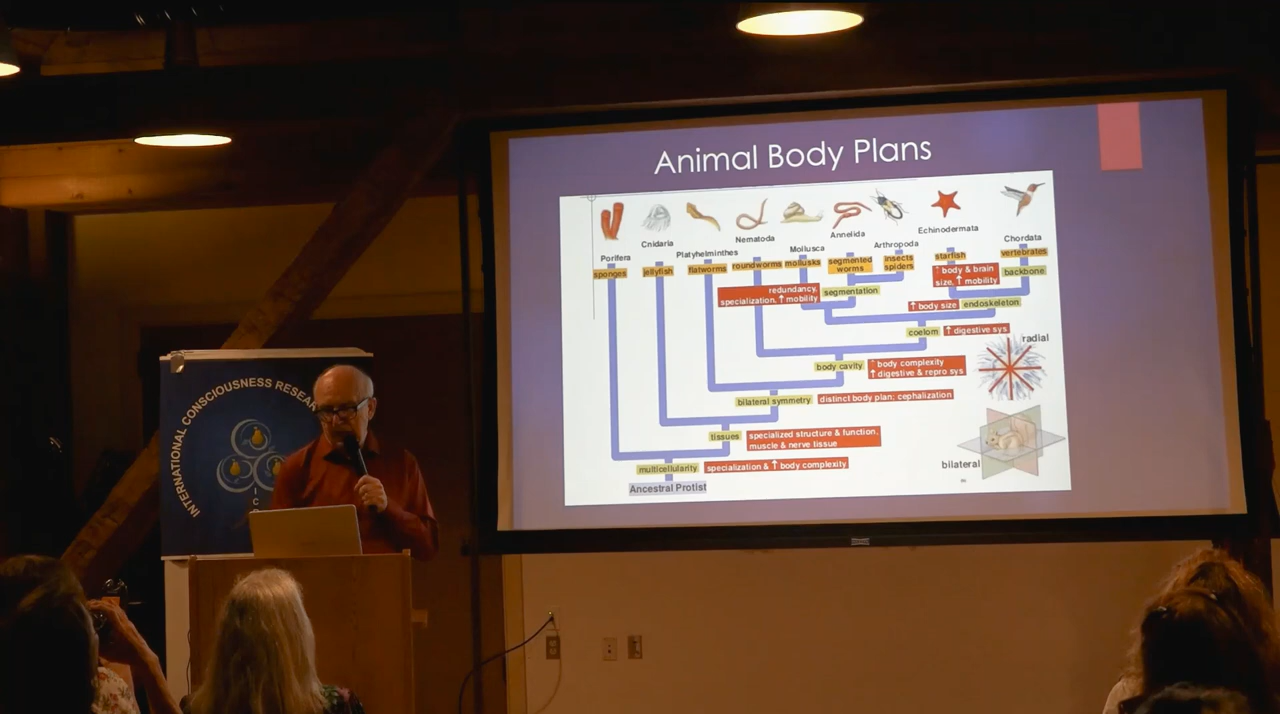 Animal Body Plans
Porifera
Cnidaria
Platyhelminthes
Nematoda
Mollusca
Annelida
Arthropoda
Echinodermata
Chordata
sponges
jellyfish
flatworms
roundworms
mollusks
segmented
worms
insects
spiders
starfish
vertebrates
↑ body & brain
size, ↑ mobility
backbone
redundancy,
specialization, ↑ mobility
segmentation
↑ body size
endoskeleton
coelom
↑ digestive sys
radial
body cavity
↑ body complexity
↑ digestive & repro sys
bilateral symmetry
distinct body plan; cephalization
tissues
specialized structure & function,
muscle & nerve tissue
bilateral
multicellularity
specialization & ↑ body complexity
Ancestral Protist
INTERNATIONAL CONSCIOUSNESS RESEAR
I
C